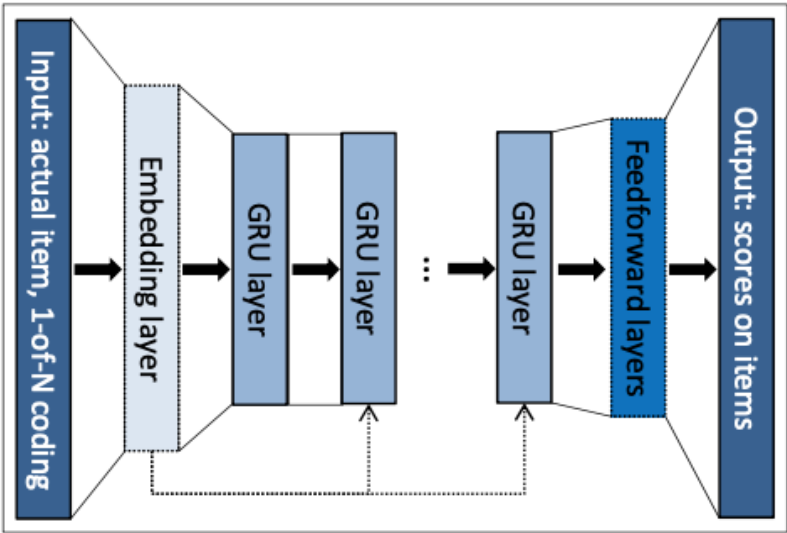 Input: actual item, 1-of-N coding
Embedding layer
GRU layer
GRU layer
...
GRU layer
Feedforward layers
Output: scores on items